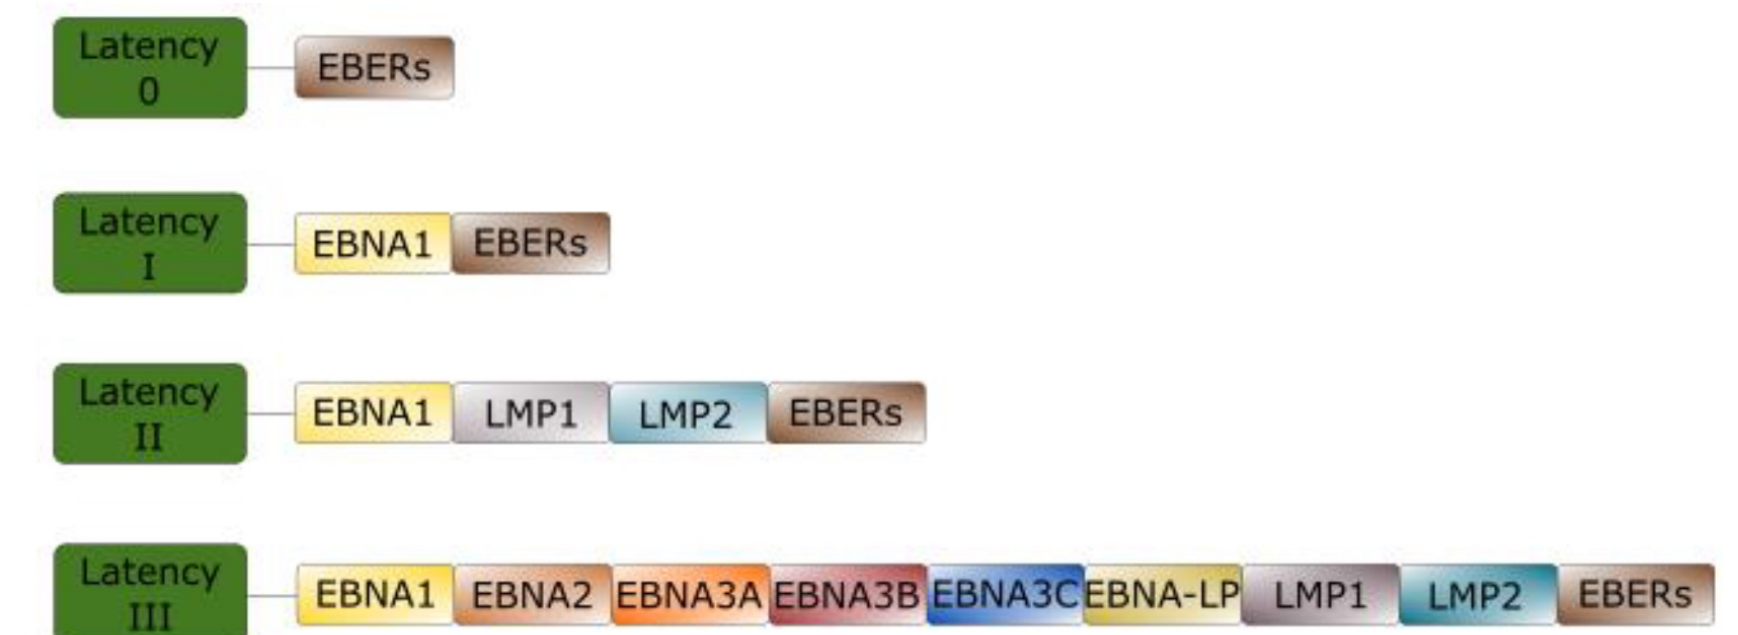 Latency
0
EBERs
Latency
I
EBNA1 EBERs
Latency
II
EBNA1 LMP1 LMP2 EBERs
Latency
III
EBNA1 EBNA2 EBNA3A EBNA3B EBNA3C EBNA-LP LMP1 LMP2 EBERs